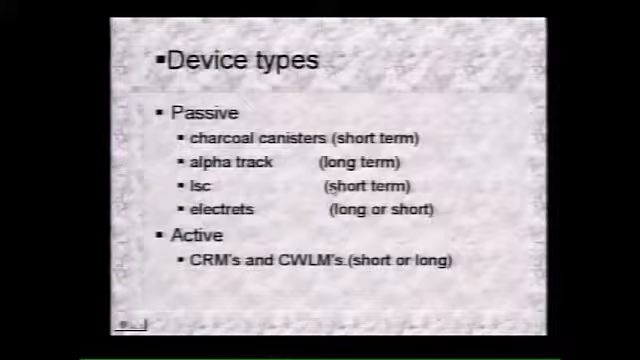 ▪Device types
▪ Passive
▪ charcoal canisters (short term)
▪ alpha track (long term)
▪ lsc (short term)
▪ electrets (long or short)
▪ Active
▪ CRM's and CWLM's.(short or long)